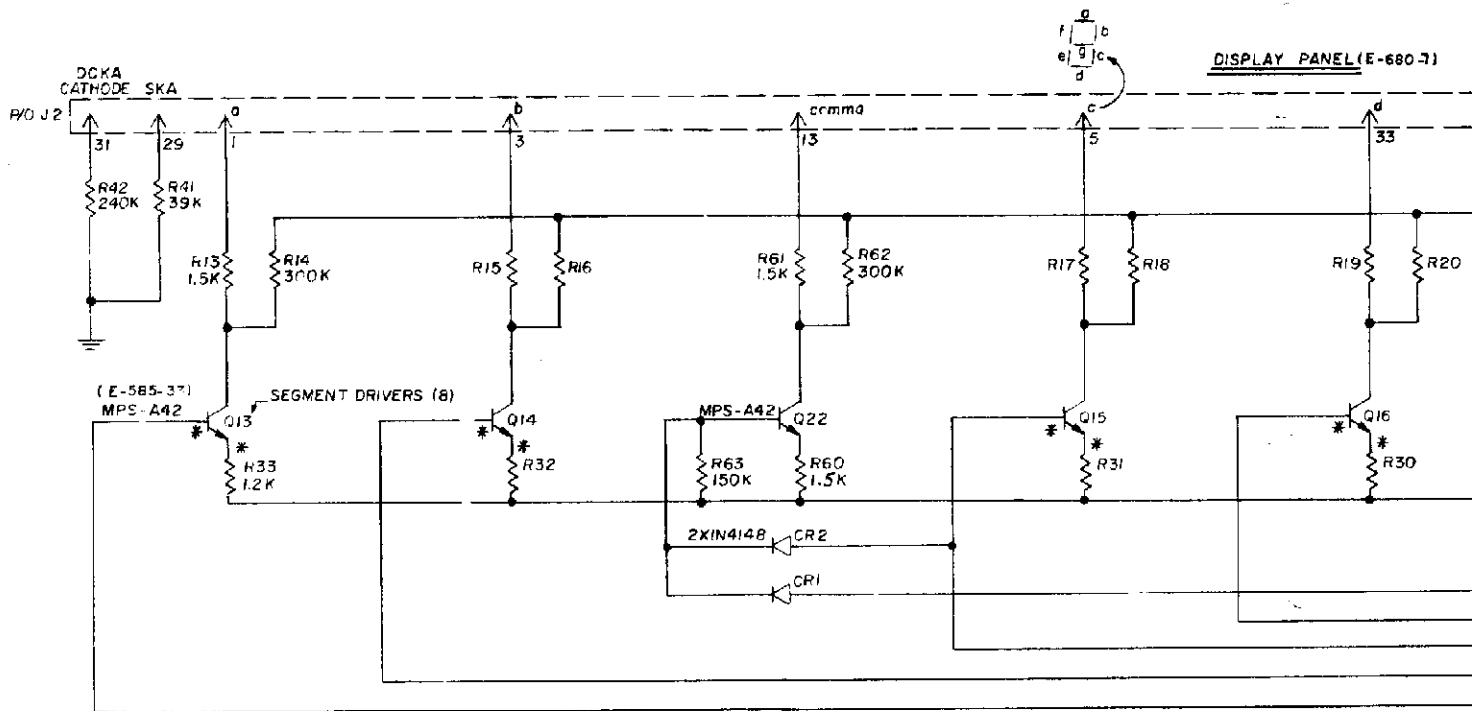 a
f b
g
e c
d
DISPLAY PANEL (E-680-7)
DCKA
CATHODE SKA
P/O J2
a
b
comma
c
d
31
29
1
3
13
5
33
R42
240K
R41
39K
R13
1.5K
R14
300K
R15
R16
R61
1.5K
R62
300K
R17
R18
R19
R20
MPS-A42
Q13
SEGMENT DRIVERS (8)
Q14
MPS-A42
Q22
Q15
Q16
* *
* *
* *
* *
R33
1.2K
R32
R63
150K
R60
1.5K
R31
R30
2X1N4148
CR2
CR1